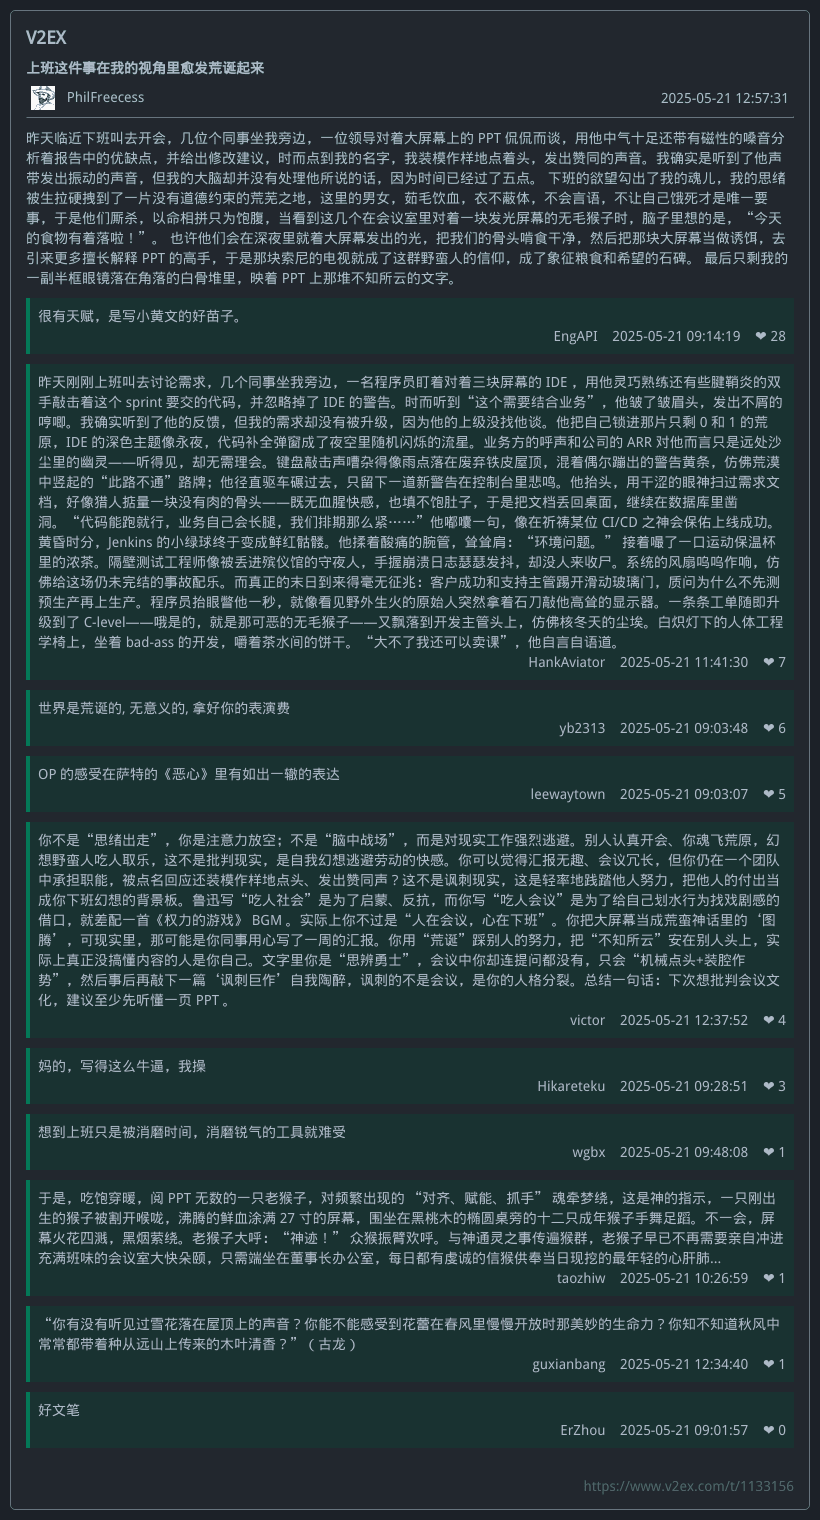 V2EX
上班这件事在我的视角里愈发荒诞起来
PhilFreecess 2025-05-21 12:57:31
昨天临近下班叫去开会，几位个同事坐我旁边，一位领导对着大屏幕上的 PPT 侃侃而谈，用他中气十足还带有磁性的嗓音分
析着报告中的优缺点，并给出修改建议，时而点到我的名字，我装模作样地点着头，发出赞同的声音。我确实是听到了他声
带发出振动的声音，但我的大脑却并没有处理他所说的话，因为时间已经过了五点。 下班的欲望勾出了我的魂儿，我的思绪
被生拉硬拽到了一片没有道德约束的荒芜之地，这里的男女，茹毛饮血，衣不蔽体，不会言语，不让自己饿死才是唯一要
事，于是他们厮杀，以命相拼只为饱腹，当看到这几个在会议室里对着一块发光屏幕的无毛猴子时，脑子里想的是，“今天
的食物有着落啦！”。 也许他们会在深夜里就着大屏幕发出的光，把我们的骨头啃食干净，然后把那块大屏幕当做诱饵，去
引来更多擅长解释 PPT 的高手，于是那块索尼的电视就成了这群野蛮人的信仰，成了象征粮食和希望的石碑。 最后只剩我的
一副半框眼镜落在角落的白骨堆里，映着 PPT 上那堆不知所云的文字。
很有天赋，是写小黄文的好苗子。
EngAPI 2025-05-21 09:14:19 ❤ 28
昨天刚刚上班叫去讨论需求，几个同事坐我旁边，一名程序员盯着对着三块屏幕的 IDE ，用他灵巧熟练还有些腱鞘炎的双
手敲击着这个 sprint 要交的代码，并忽略掉了 IDE 的警告。时而听到“这个需要结合业务”，他皱了皱眉头，发出不屑的
哼唧。我确实听到了他的反馈，但我的需求却没有被升级，因为他的上级没找他谈。他把自己锁进那片只剩 0 和 1 的荒
原，IDE 的深色主题像永夜，代码补全弹窗成了夜空里随机闪烁的流星。业务方的呼声和公司的 ARR 对他而言只是远处沙
尘里的幽灵——听得见，却无需理会。键盘敲击声嘈杂得像雨点落在废弃铁皮屋顶，混着偶尔蹦出的警告黄条，仿佛荒漠
中竖起的“此路不通”路牌；他径直驱车碾过去，只留下一道新警告在控制台里悲鸣。他抬头，用干涩的眼神扫过需求文
档，好像猎人掂量一块没有肉的骨头——既无血腥快感，也填不饱肚子，于是把文档丢回桌面，继续在数据库里凿
洞。“代码能跑就行，业务自己会长腿，我们排期那么紧……”他嘟囔一句，像在祈祷某位 CI/CD 之神会保佑上线成功。
黄昏时分，Jenkins 的小绿球终于变成鲜红骷髅。他揉着酸痛的腕管，耸耸肩：“环境问题。” 接着嘬了一口运动保温杯
里的浓茶。隔壁测试工程师像被丢进殡仪馆的守夜人，手握崩溃日志瑟瑟发抖，却没人来收尸。系统的风扇呜呜作响，仿
佛给这场仍未完结的事故配乐。而真正的末日到来得毫无征兆：客户成功和支持主管踢开滑动玻璃门，质问为什么不先测
预生产再上生产。程序员抬眼瞥他一秒，就像看见野外生火的原始人突然拿着石刀敲他高耸的显示器。一条条工单随即升
级到了 C-level——哦是的，就是那可恶的无毛猴子——又飘落到开发主管头上，仿佛核冬天的尘埃。白炽灯下的人体工程
学椅上，坐着 bad-ass 的开发，嚼着茶水间的饼干。“大不了我还可以卖课”，他自言自语道。
HankAviator 2025-05-21 11:41:30 ❤ 7
世界是荒诞的, 无意义的, 拿好你的表演费
yb2313 2025-05-21 09:03:48 ❤ 6
OP 的感受在萨特的《恶心》里有如出一辙的表达
leewaytown 2025-05-21 09:03:07 ❤ 5
你不是“思绪出走”，你是注意力放空；不是“脑中战场”，而是对现实工作强烈逃避。别人认真开会、你魂飞荒原，幻
想野蛮人吃人取乐，这不是批判现实，是自我幻想逃避劳动的快感。你可以觉得汇报无趣、会议冗长，但你仍在一个团队
中承担职能，被点名回应还装模作样地点头、发出赞同声？这不是讽刺现实，这是轻率地践踏他人努力，把他人的付出当
成你下班幻想的背景板。鲁迅写“吃人社会”是为了启蒙、反抗，而你写“吃人会议”是为了给自己划水行为找戏剧感的
借口，就差配一首《权力的游戏》 BGM 。实际上你不过是“人在会议，心在下班”。你把大屏幕当成荒蛮神话里的‘图
腾’，可现实里，那可能是你同事用心写了一周的汇报。你用“荒诞”踩别人的努力，把“不知所云”安在别人头上，实
际上真正没搞懂内容的人是你自己。文字里你是“思辨勇士”，会议中你却连提问都没有，只会“机械点头+装腔作
势”，然后事后再敲下一篇‘讽刺巨作’自我陶醉，讽刺的不是会议，是你的人格分裂。总结一句话：下次想批判会议文
化，建议至少先听懂一页 PPT 。
victor 2025-05-21 12:37:52 ❤ 4
妈的，写得这么牛逼，我操
Hikareteku 2025-05-21 09:28:51 ❤ 3
想到上班只是被消磨时间，消磨锐气的工具就难受
wgbx 2025-05-21 09:48:08 ❤ 1
于是，吃饱穿暖，阅 PPT 无数的一只老猴子，对频繁出现的 “对齐、赋能、抓手” 魂牵梦绕，这是神的指示，一只刚出
生的猴子被割开喉咙，沸腾的鲜血涂满 27 寸的屏幕，围坐在黑桃木的椭圆桌旁的十二只成年猴子手舞足蹈。不一会，屏
幕火花四溅，黑烟萦绕。老猴子大呼：“神迹！” 众猴振臂欢呼。与神通灵之事传遍猴群，老猴子早已不再需要亲自冲进
充满班味的会议室大快朵颐，只需端坐在董事长办公室，每日都有虔诚的信猴供奉当日现挖的最年轻的心肝肺...
taozhiw 2025-05-21 10:26:59 ❤ 1
“你有没有听见过雪花落在屋顶上的声音？你能不能感受到花蕾在春风里慢慢开放时那美妙的生命力？你知不知道秋风中
常常都带着种从远山上传来的木叶清香？”（ 古龙 ）
guxianbang 2025-05-21 12:34:40 ❤ 1
好文笔
ErZhou 2025-05-21 09:01:57 ❤ 0
https://www.v2ex.com/t/1133156